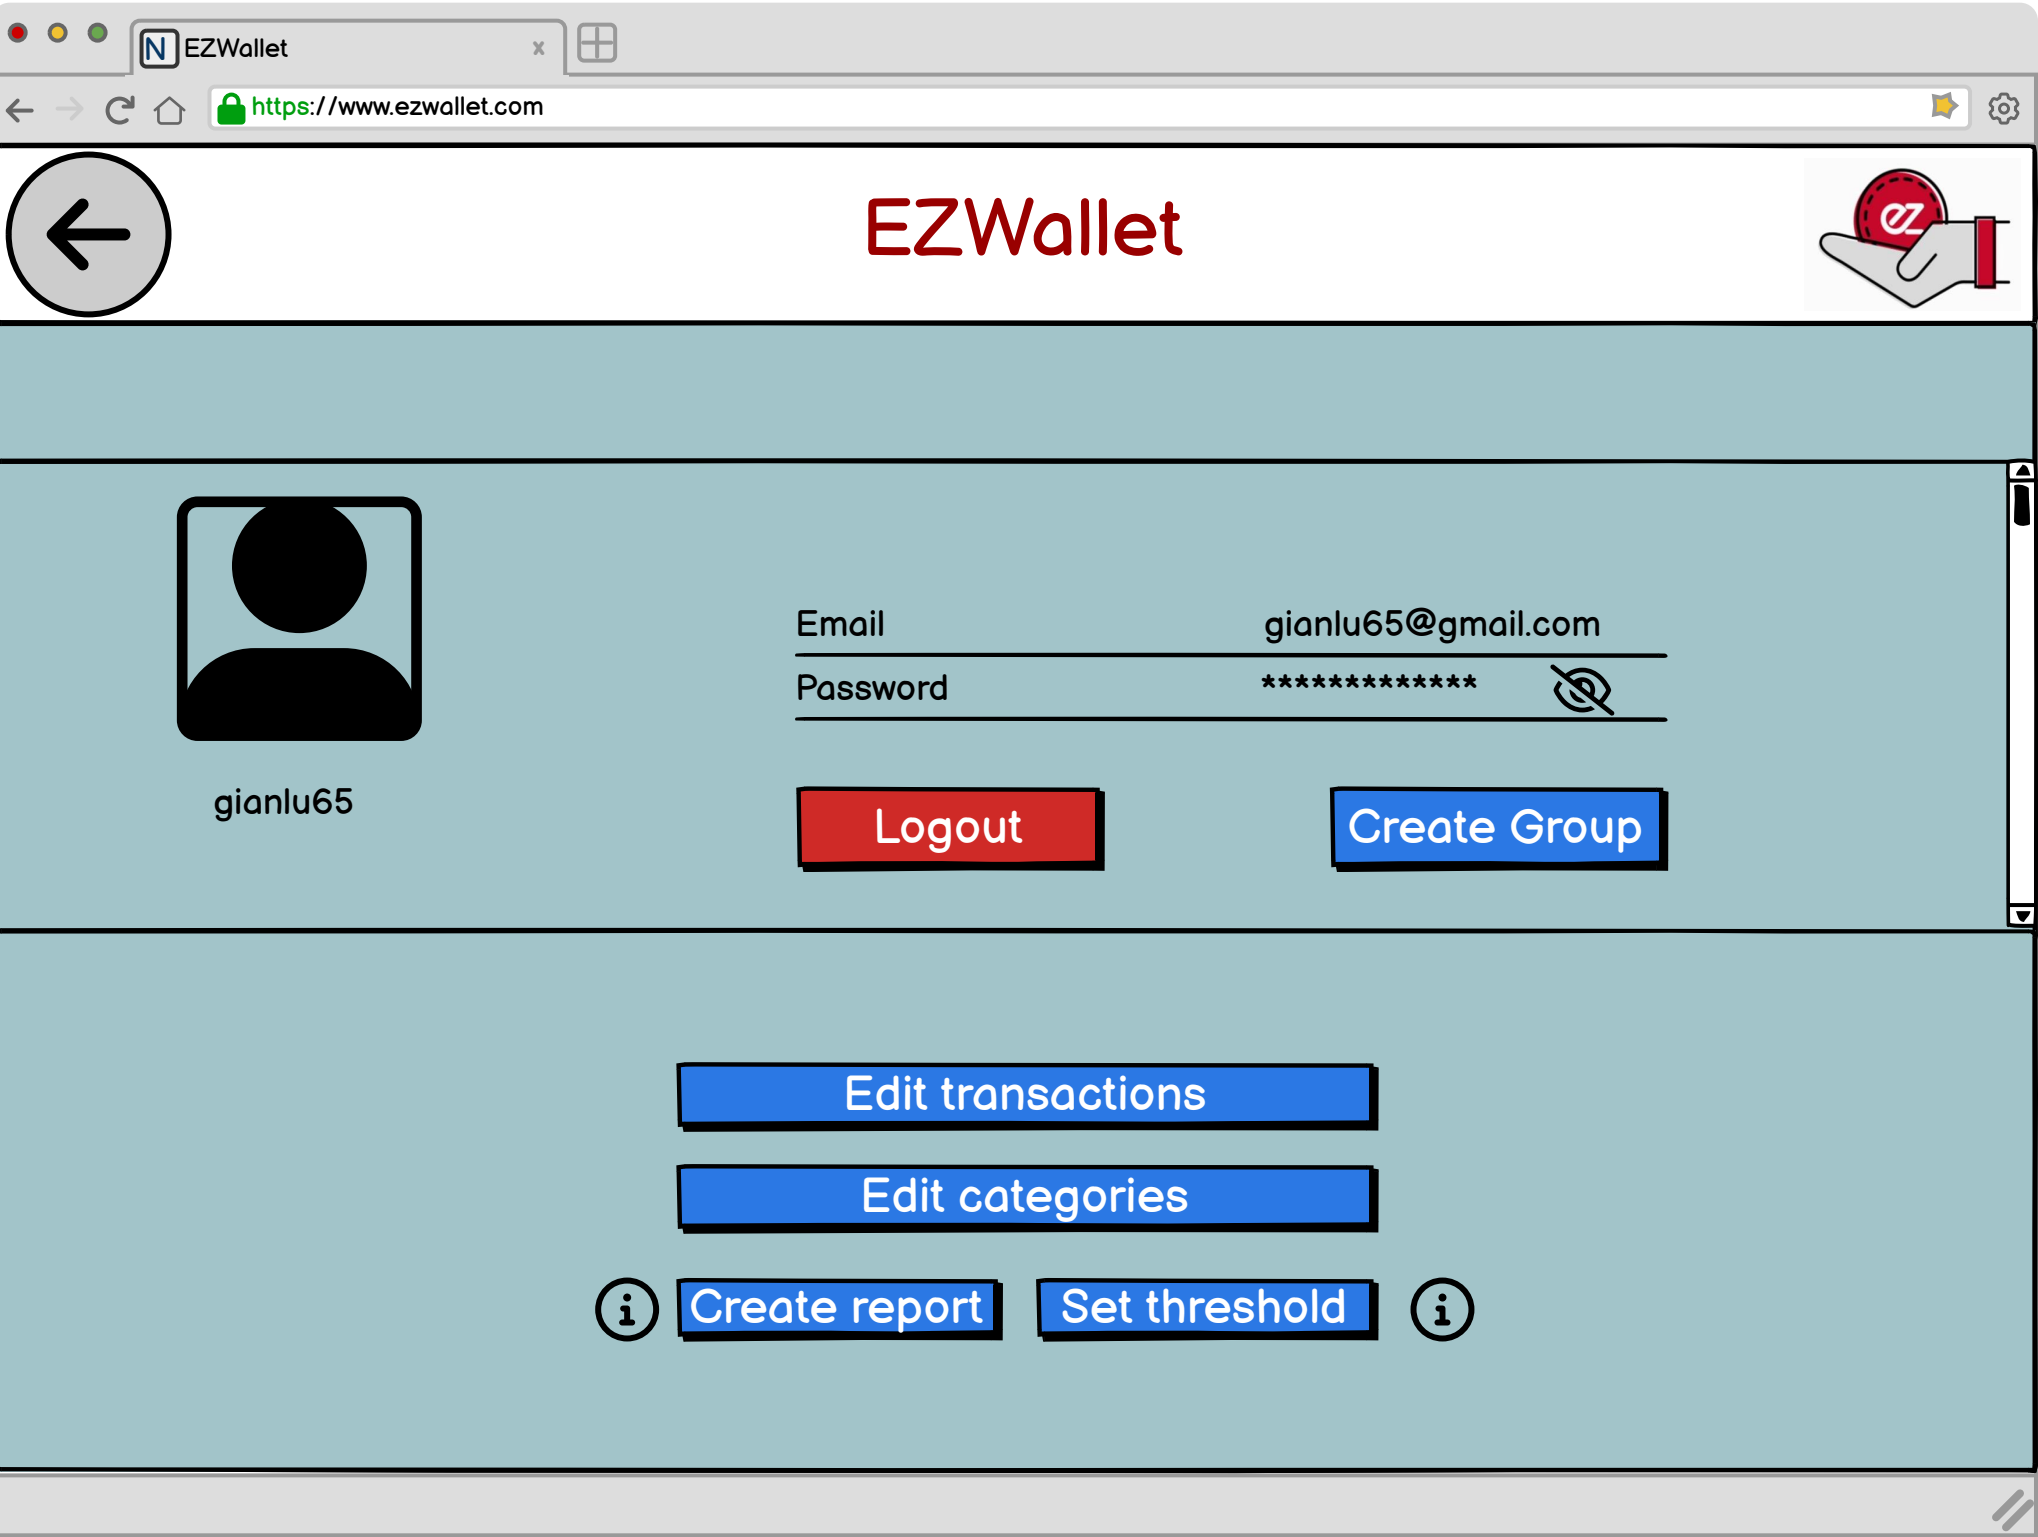 N EZWallet x
https://www.ezwallet.com
EZWallet
ez
Email gianlu65@gmail.com
Password *************
gianlu65
Logout Create Group
Edit transactions
Edit categories
i Create report Set threshold i